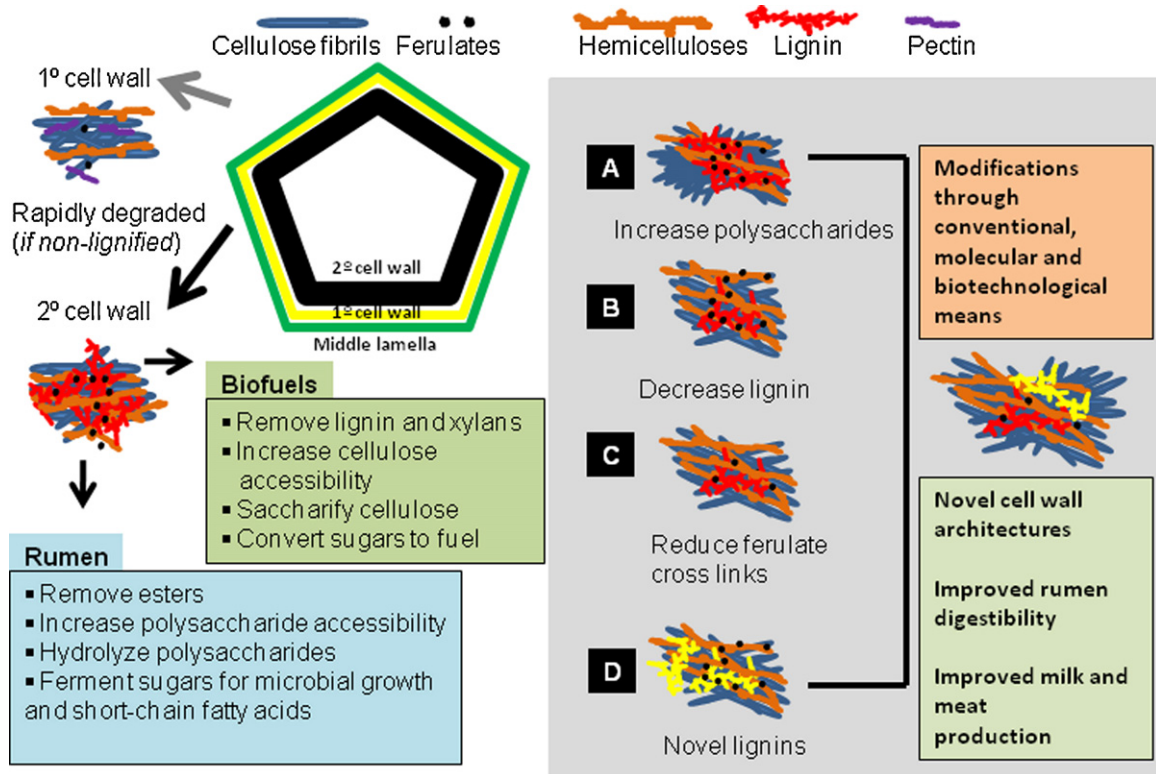 Cellulose fibrils
Ferulates
Hemicelluloses
Lignin
Pectin
1º cell wall
Rapidly degraded
(if non-lignified)
2º cell wall
2º cell wall
1º cell wall
Middle lamella
Biofuels
▪ Remove lignin and xylans
▪ Increase cellulose
accessibility
▪ Saccharify cellulose
▪ Convert sugars to fuel
Rumen
▪ Remove esters
▪ Increase polysaccharide accessibility
▪ Hydrolyze polysaccharides
▪ Ferment sugars for microbial growth
and short-chain fatty acids
A
Increase polysaccharides
B
Decrease lignin
C
Reduce ferulate
cross links
D
Novel lignins
Modifications
through
conventional,
molecular and
biotechnological
means
Novel cell wall
architectures
Improved rumen
digestibility
Improved milk and
meat
production